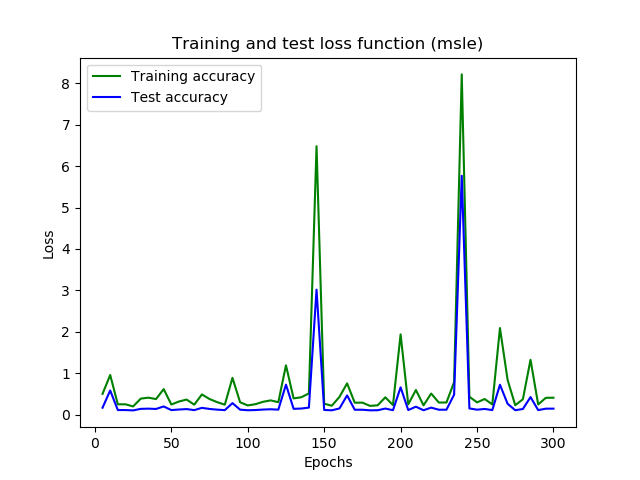 Training and test loss function (msle)
Training accuracy
Test accuracy
8
7
6
5
4
3
2
1
0
Loss
0 50 100 150 200 250 300
Epochs